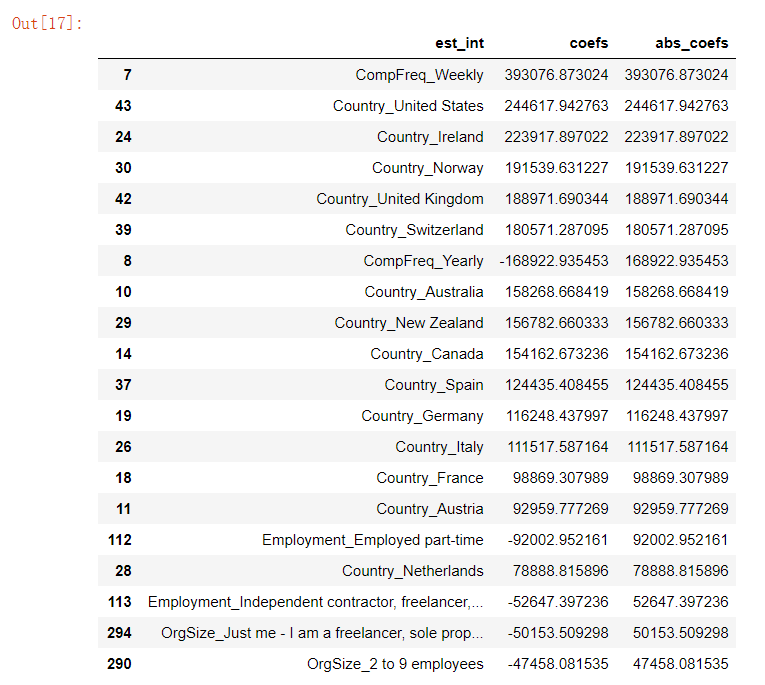 Out[17]:
est_int coefs abs_coefs
7 CompFreq_Weekly 393076.873024 393076.873024
43 Country_United States 244617.942763 244617.942763
24 Country_Ireland 223917.897022 223917.897022
30 Country_Norway 191539.631227 191539.631227
42 Country_United Kingdom 188971.690344 188971.690344
39 Country_Switzerland 180571.287095 180571.287095
8 CompFreq_Yearly -168922.935453 168922.935453
10 Country_Australia 158268.668419 158268.668419
29 Country_New Zealand 156782.660333 156782.660333
14 Country_Canada 154162.673236 154162.673236
37 Country_Spain 124435.408455 124435.408455
19 Country_Germany 116248.437997 116248.437997
26 Country_Italy 111517.587164 111517.587164
18 Country_France 98869.307989 98869.307989
11 Country_Austria 92959.777269 92959.777269
112 Employment_Employed part-time -92002.952161 92002.952161
28 Country_Netherlands 78888.815896 78888.815896
113 Employment_Independent contractor, freelancer,... -52647.397236 52647.397236
294 OrgSize_Just me - I am a freelancer, sole prop... -50153.509298 50153.509298
290 OrgSize_2 to 9 employees -47458.081535 47458.081535